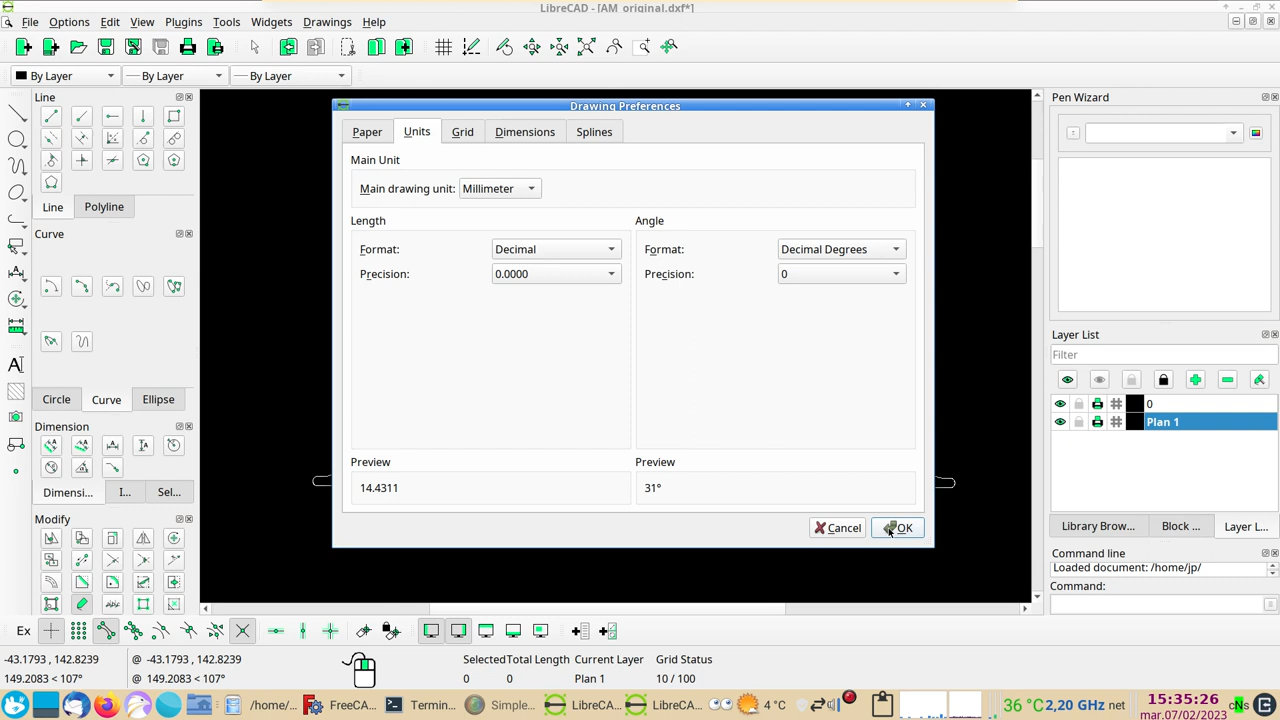 LibreCAD - [AM_original.dxf*]
File Options Edit View Plugins Tools Widgets Drawings Help
By Layer By Layer By Layer
Line
Line Polyline
Curve
Circle Curve Ellipse
Dimension
Dimensi... I... Sel...
Modify
Drawing Preferences
Paper Units Grid Dimensions Splines
Main Unit
Main drawing unit: Millimeter
Length Angle
Format: Decimal Format: Decimal Degrees
Precision: 0.0000 Precision: 0
Preview Preview
14.4311 31°
Cancel OK
Pen Wizard
Layer List
Filter
0
Plan 1
Library Brow... Block ... Layer L...
Command line
Loaded document: /home/jp/
Command:
Ex
-43.1793 , 142.8239 @ -43.1793 , 142.8239 Selected Total Length Current Layer Grid Status
149.2083 < 107° @ 149.2083 < 107° 0 0 Plan 1 10 / 100
/home/... FreeCA... Termin... Simple... LibreCA... LibreCA... 4 °C 36 °C 2,20 GHz net 15:35:26
mar.07/02/2023